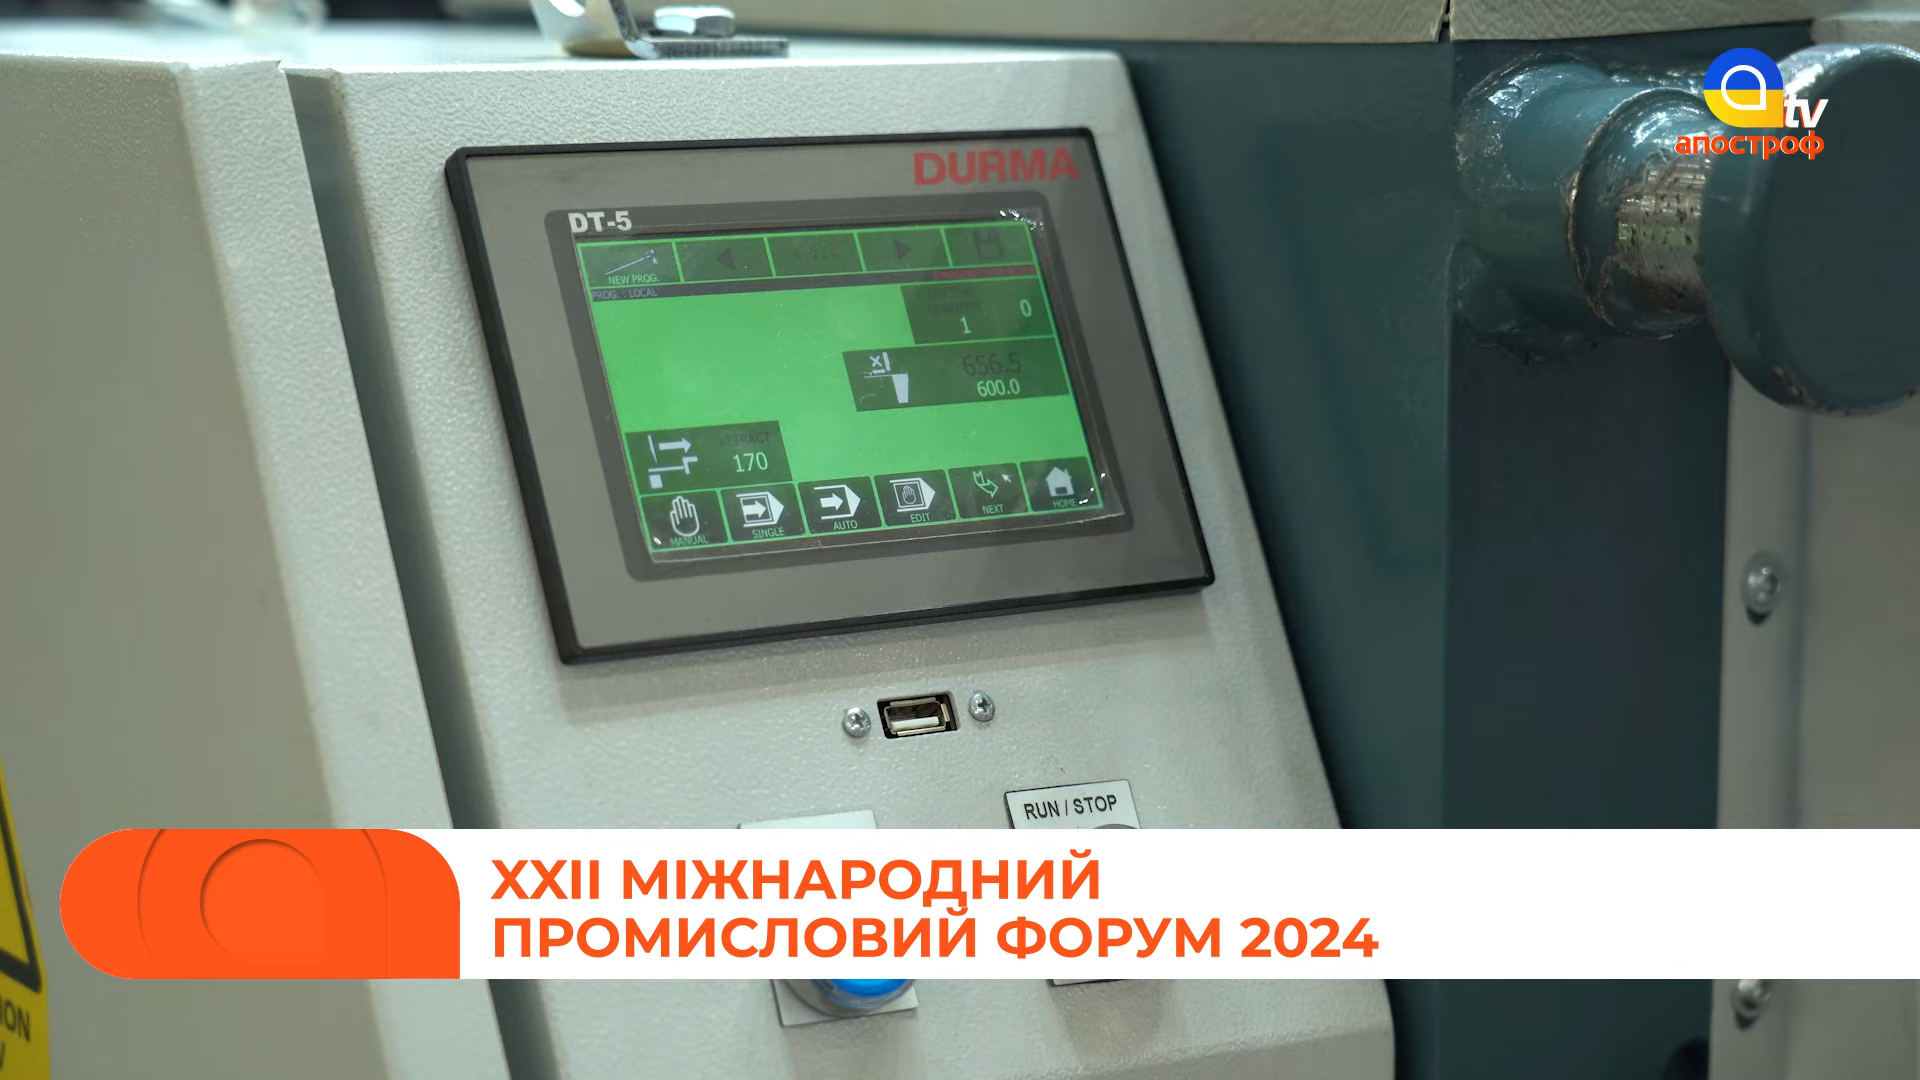 tv
апостроф
DURMA
DT-5
NEW PROG.
PROG. : LOCAL
QUANTITY
0
1
656.5
600.0
RETRACT
170
MANUAL
SINGLE
AUTO
EDIT
NEXT
HOME
RUN / STOP
XXII МІЖНАРОДНИЙ
ПРОМИСЛОВИЙ ФОРУМ 2024